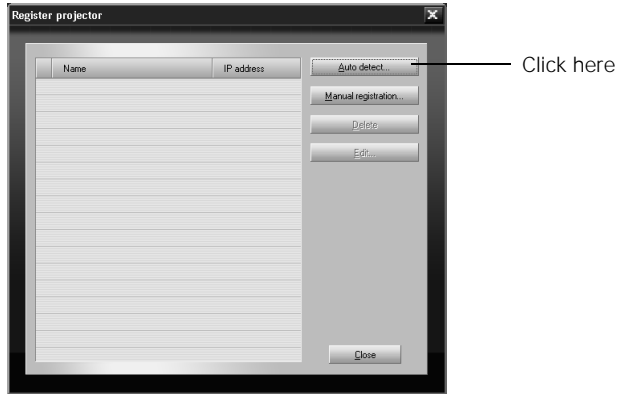 Register projector
Name IP address Auto detect... Click here
Manual registration...
Delete
Edit...
Close